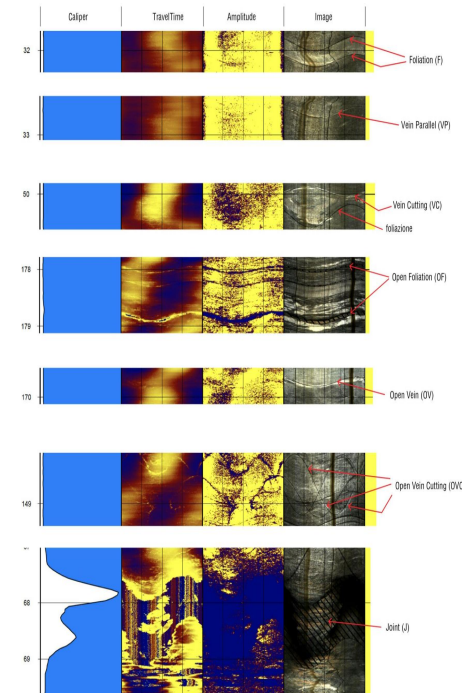 Caliper TravelTime Amplitude Image
32
Foliation (F)
Vein Parallel (VP)
33
50
Vein Cutting (VC)
foliazione
178
Open Foliation (OF)
179
Open Vein (OV)
170
Open Vein Cutting (OVC
149
68
Joint (J)
69